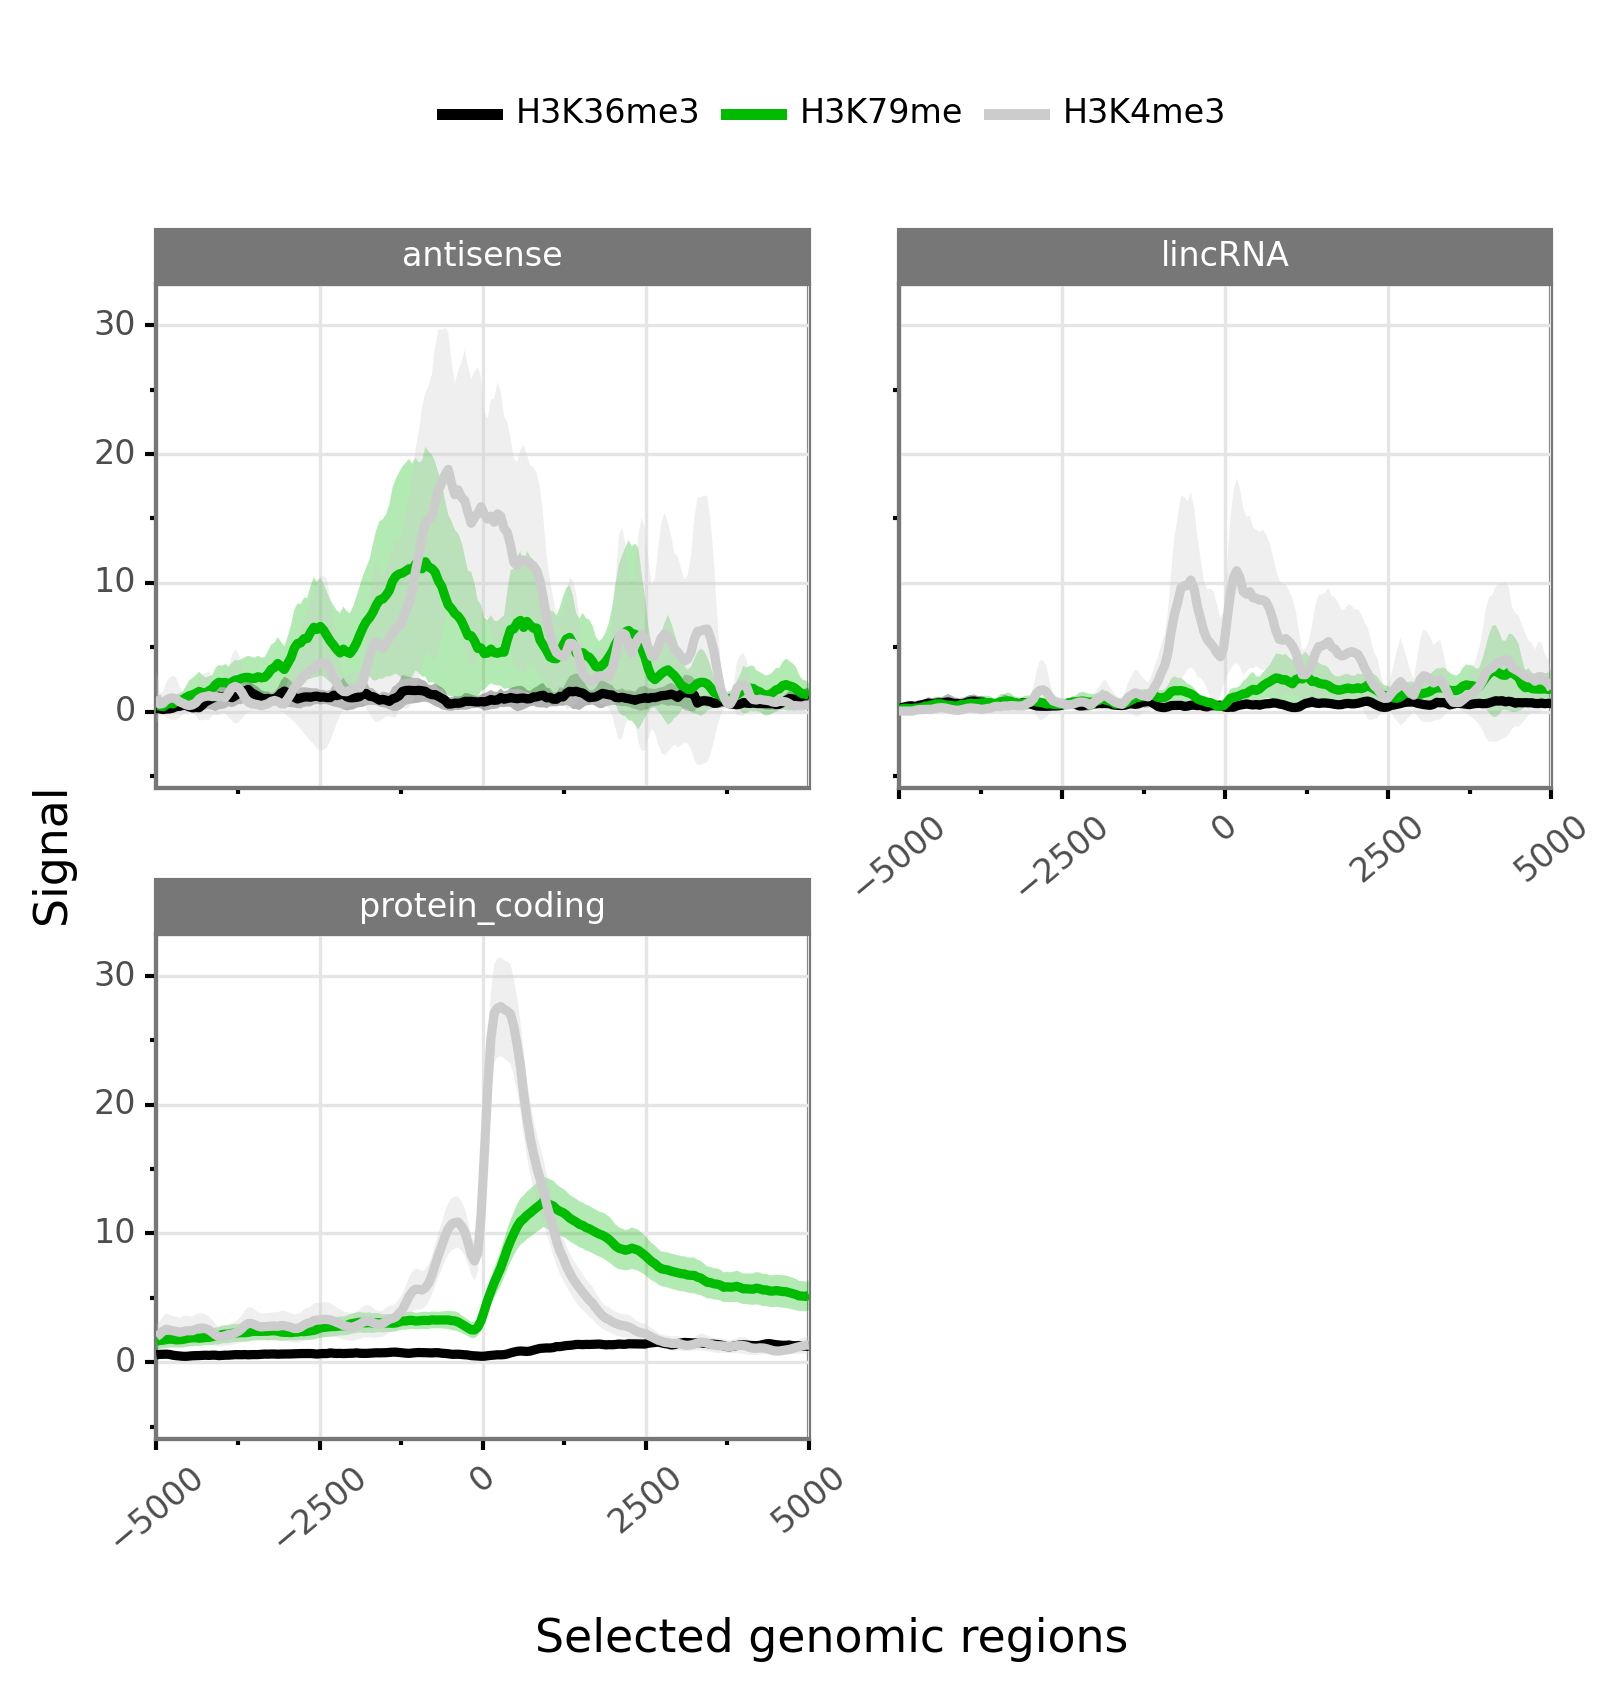 H3K36me3 H3K79me H3K4me3
antisense
lincRNA
30
20
10
0
−5000 −2500 0 2500 5000
Signal
protein_coding
30
20
10
0
−5000 −2500 0 2500 5000
Selected genomic regions